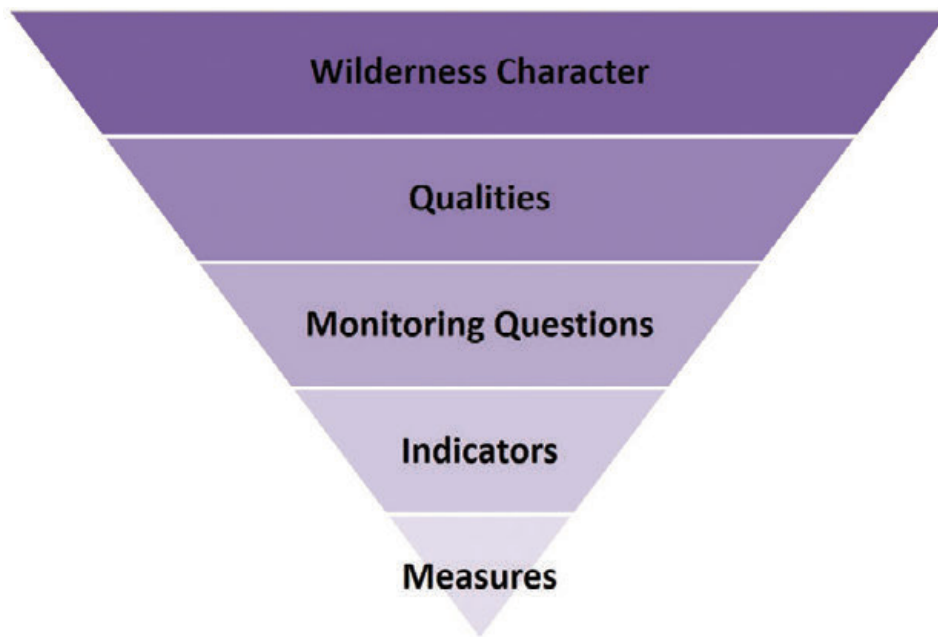 Wilderness Character
Qualities
Monitoring Questions
Indicators
Measures